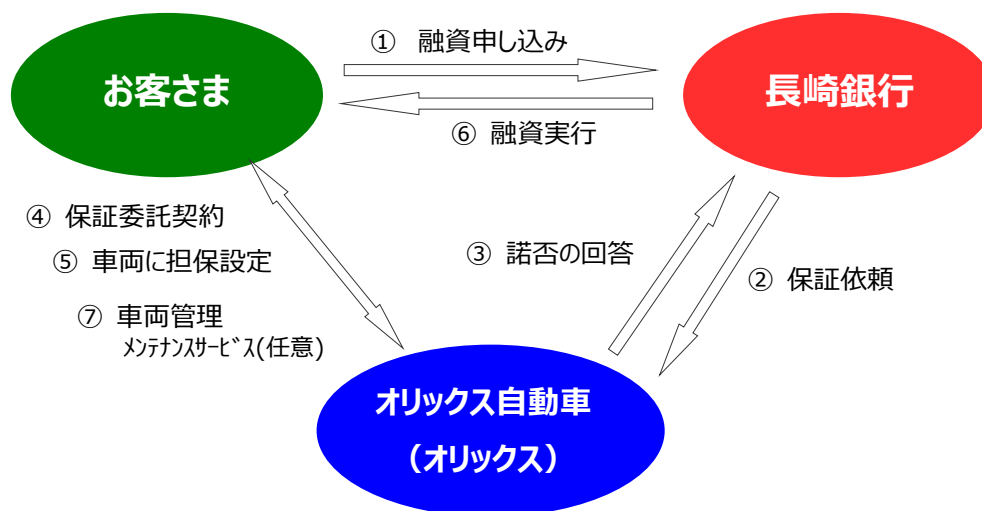 ① 融資申し込み
お客さま
長崎銀行
⑥ 融資実行
④ 保証委託契約
⑤ 車両に担保設定
③ 諾否の回答
② 保証依頼
⑦ 車両管理
ﾒﾝﾃﾅﾝｽｻｰﾋﾞｽ(任意)
オリックス自動車
（オリックス）